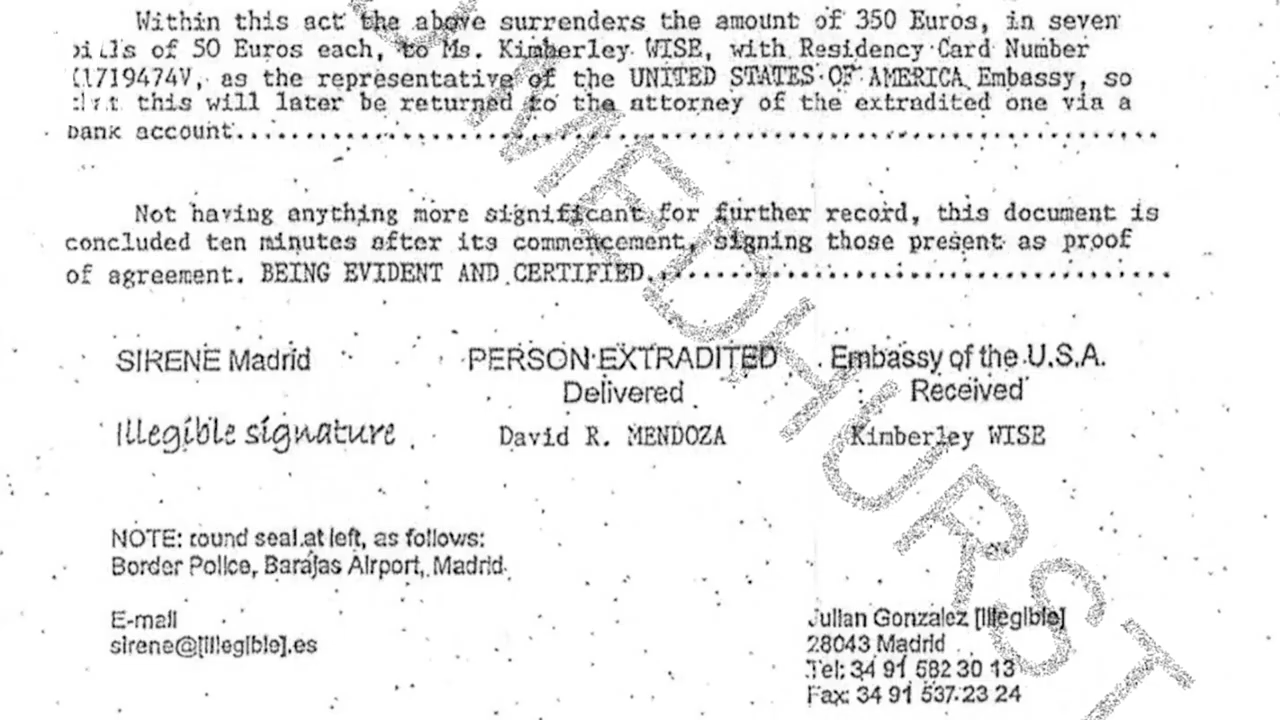 Within this act the above surrenders the amount of 350 Euros, in seven
bills of 50 Euros each, to Ms. Kimberley WISE, with Residency Card Number
1719474V, as the representative of the UNITED STATES OF AMERICA Embassy, so
that this will later be returned to the attorney of the extradited one via a
bank account................................................................
Not having anything more significant for further record, this document is
concluded ten minutes after its commencement, signing those present as proof
of agreement. BEING EVIDENT AND CERTIFIED....................................
SIRENE Madrid PERSON EXTRADITED Embassy of the U.S.A.
Delivered Received
Illegible signature David R. MENDOZA Kimberley WISE
NOTE: round seal at left, as follows:
Border Police, Barajas Airport, Madrid
E-mail
sirene@[illegible].es
Julian Gonzalez [illegible]
28043 Madrid
Tel: 34 91 582 30 13
Fax: 34 91 537 23 24
MEDHURST